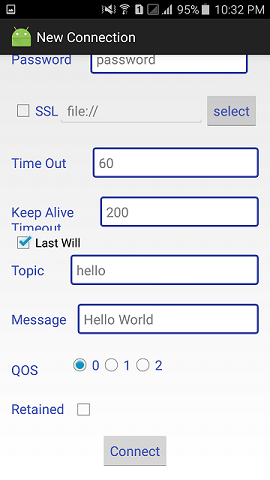 95% 10:32 PM
New Connection
Password password
SSL file:// select
Time Out 60
Keep Alive 200
Timeout
Last Will
Topic hello
Message Hello World
QOS 0 1 2
Retained
Connect